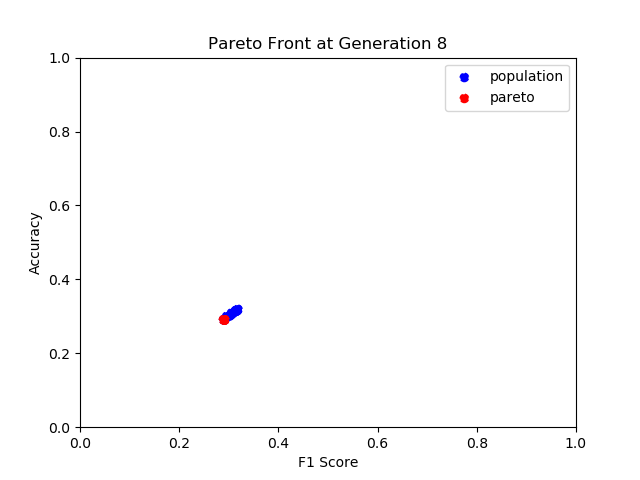 Pareto Front at Generation 8
1.0
0.8
0.6
0.4
0.2
0.0
Accuracy
population
pareto
0.0 0.2 0.4 0.6 0.8 1.0
F1 Score